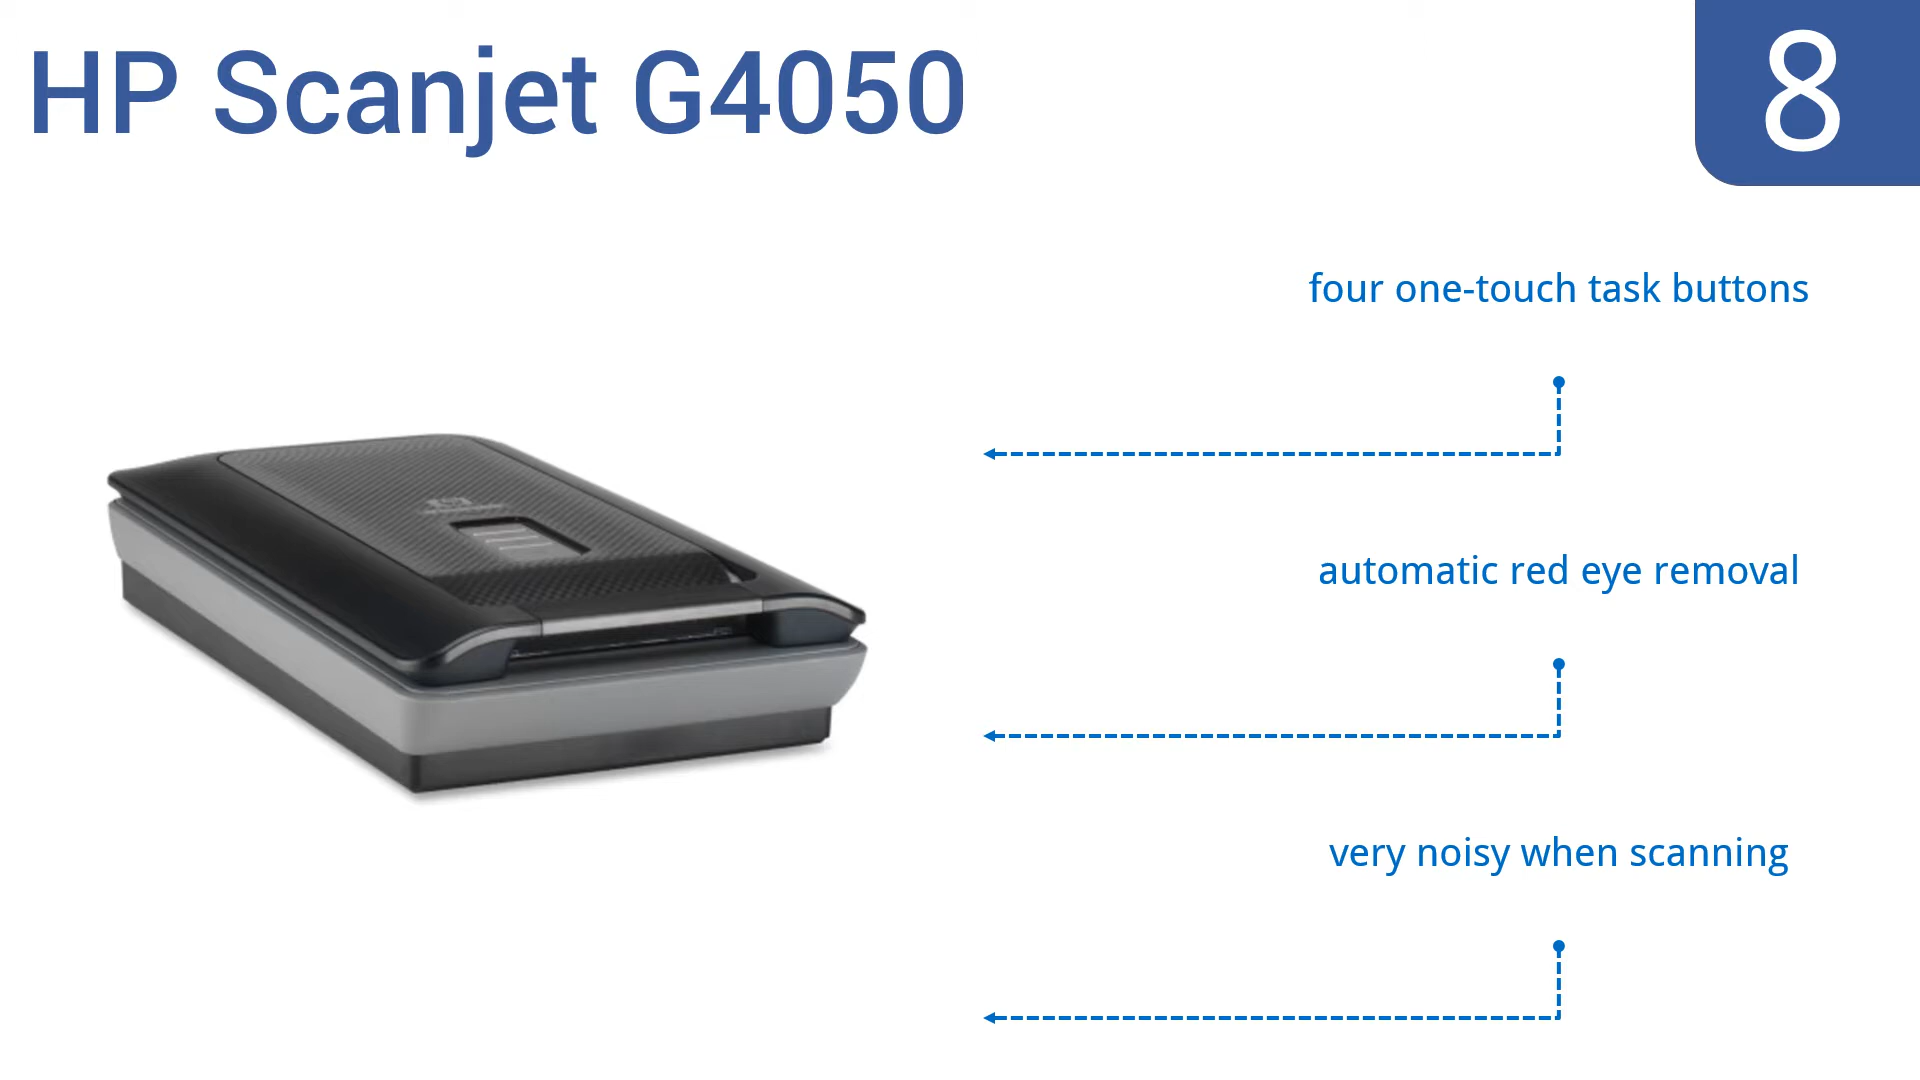 HP Scanjet G4050
8
four one-touch task buttons
automatic red eye removal
very noisy when scanning